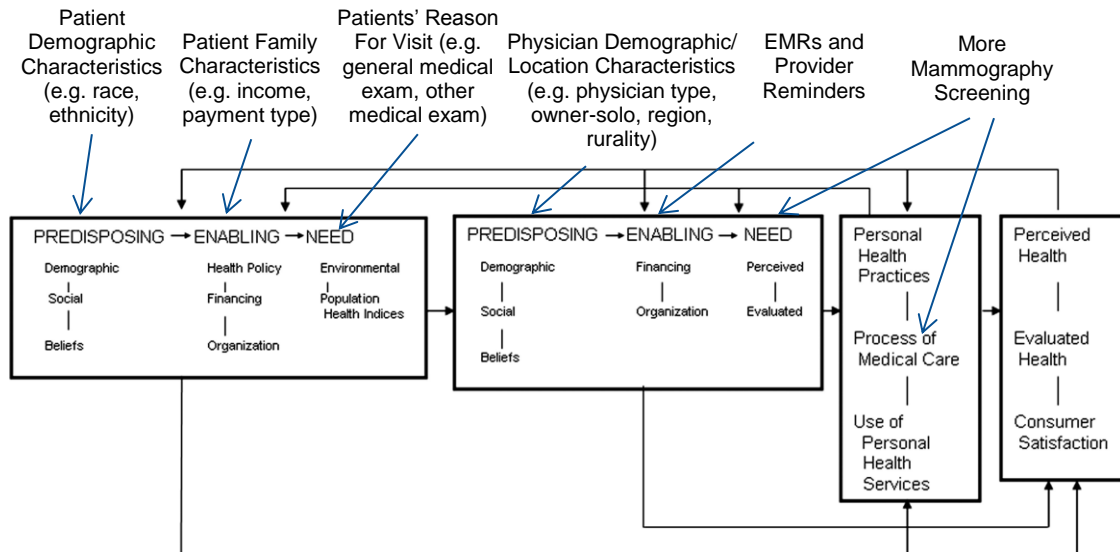 Patient
Demographic
Characteristics
(e.g. race,
ethnicity)
Patient Family
Characteristics
(e.g. income,
payment type)
Patients' Reason
For Visit (e.g.
general medical
exam, other
medical exam)
Physician Demographic/
Location Characteristics
(e.g. physician type,
owner-solo, region,
rurality)
EMRs and
Provider
Reminders
More
Mammography
Screening
PREDISPOSING
Demographic
Social
Beliefs
ENABLING
Health Policy
Financing
Organization
NEED
Environmental
Population
Health Indices
PREDISPOSING
Demographic
Social
Beliefs
ENABLING
Financing
Organization
NEED
Perceived
Evaluated
Personal
Health
Practices
Process of
Medical Care
Use of
Personal
Health
Services
Perceived
Health
Evaluated
Health
Consumer
Satisfaction